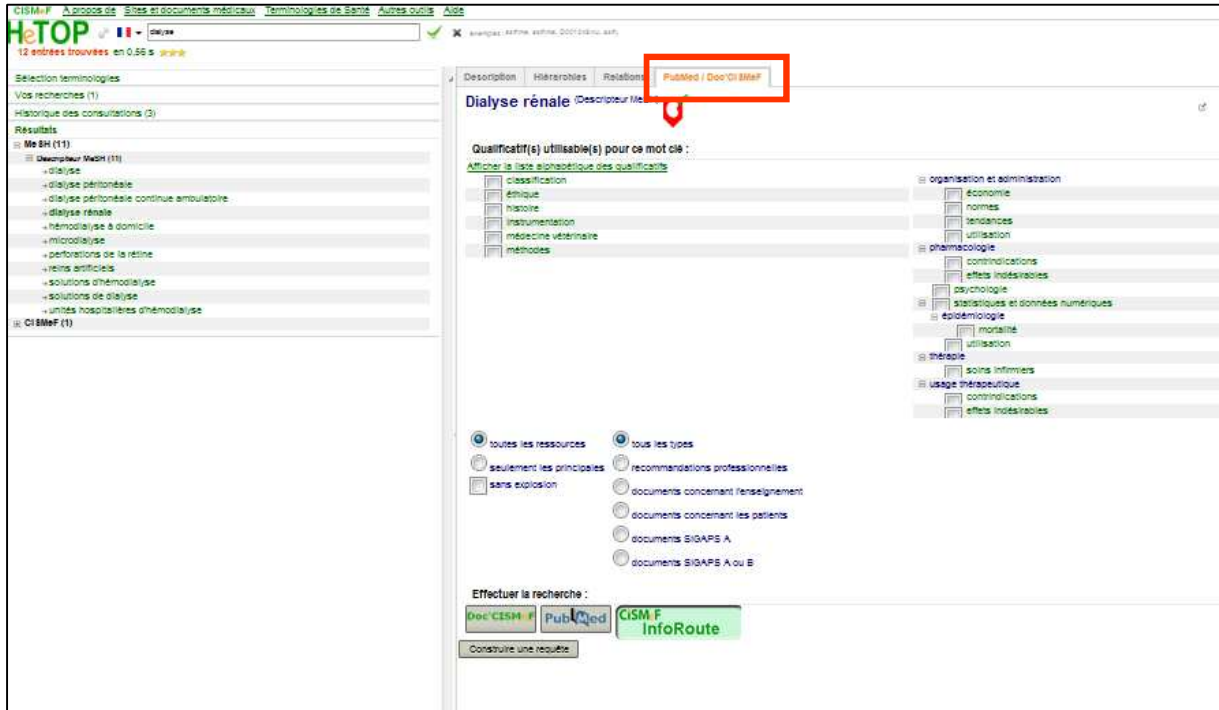 CISMeF A propos de Sites et documents médicaux Terminologies de Santé Autres outils Aide
HeTOP dialyse
12 entrées trouvées en 0,56 s
Sélection terminologies
Vos recherches (1)
Historique des consultations (3)
Résultats
MeSH (11)
Descripteur MeSH (11)
dialyse
dialyse péritonéale
dialyse péritonéale continue ambulatoire
dialyse rénale
hémodialyse à domicile
microdialyse
perforations de la rétine
reins artificiels
solutions d'hémodialyse
solutions de dialyse
unités hospitalières d'hémodialyse
CISMeF (1)
Description Hiérarchies Relations PubMed / Doc'CISMeF
Dialyse rénale (Descripteur MeSH)
Qualificatif(s) utilisable(s) pour ce mot clé :
Afficher la liste alphabétique des qualificatifs
classification
éthique
histoire
instrumentation
médecine vétérinaire
méthodes
organisation et administration
économie
normes
tendances
utilisation
pharmacologie
contrindications
effets indésirables
psychologie
statistiques et données numériques
épidémiologie
mortalité
utilisation
thérapie
soins infirmiers
usage thérapeutique
contrindications
effets indésirables
toutes les ressources
seulement les principales
sans explosion
tous les types
recommandations professionnelles
documents concernant l'enseignement
documents concernant les patients
documents SIGAPS A
documents SIGAPS A ou B
Effectuer la recherche :
Doc'CISMeF PubMed CiSMeF InfoRoute
Construire une requête